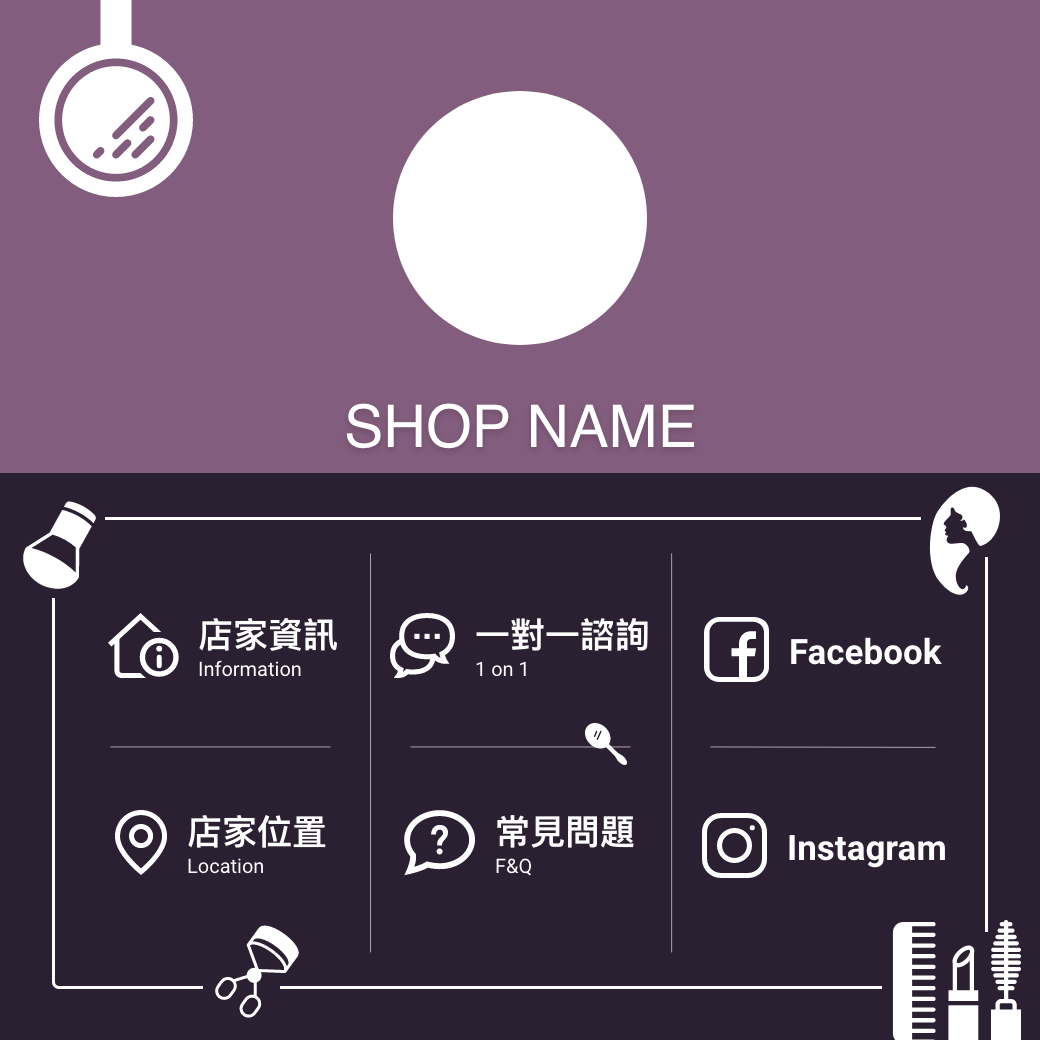 SHOP NAME
店家資訊
Information
一對一諮詢
1 on 1
Facebook
店家位置
Location
常見問題
F&Q
Instagram